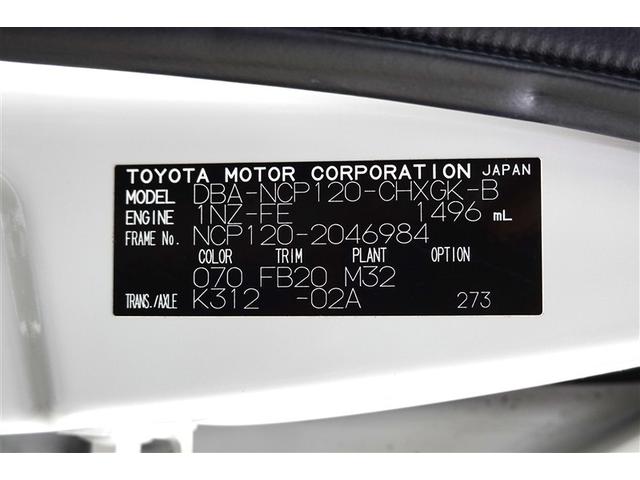 TOYOTA MOTOR CORPORATION JAPAN
MODEL DBA-NCP120-CHXGK-B
ENGINE 1NZ-FE 1496 mL
FRAME No. NCP120-2046984
COLOR TRIM PLANT OPTION
070 FB20 M32
TRANS./AXLE K312 -02A 273